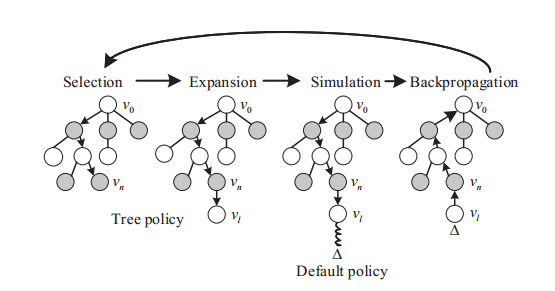 Selection Expansion Simulation Backpropagation
v0 v0 v0 v0
vn vn vn vn
vl vl vl
Tree policy
Δ Δ
Default policy